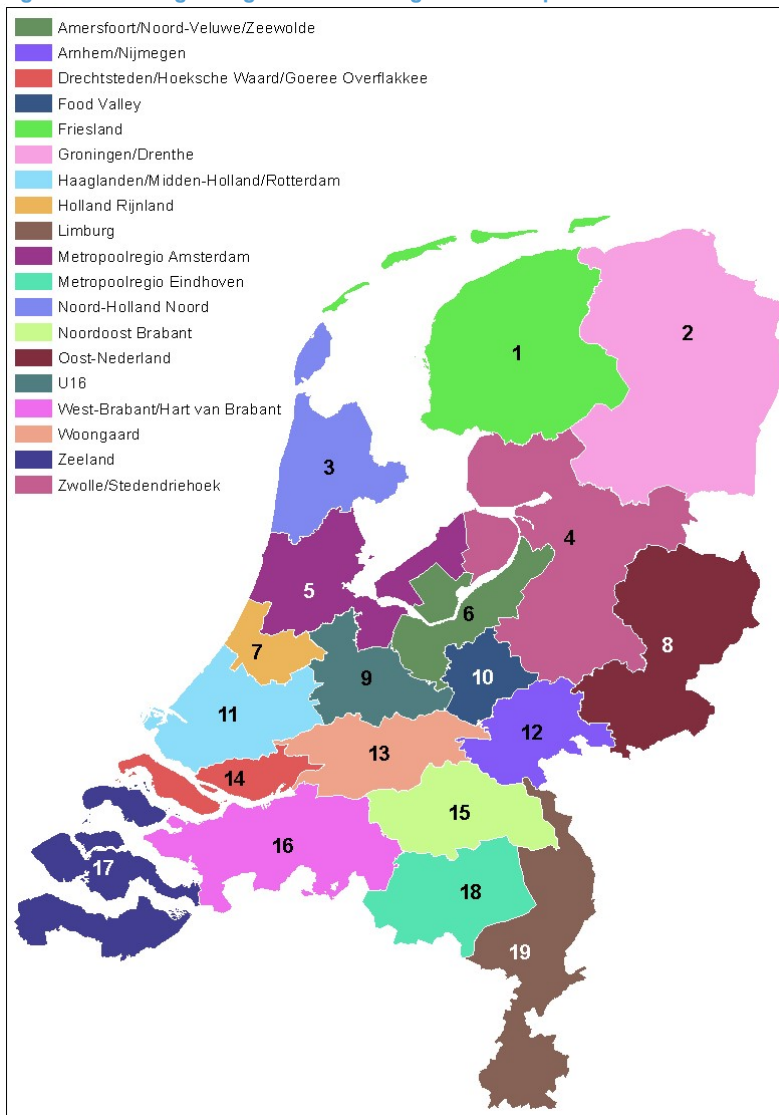 Amersfoort/Noord-Veluwe/Zeewolde
Arnhem/Nijmegen
Drechtsteden/Hoeksche Waard/Goeree Overflakkee
Food Valley
Friesland
Groningen/Drenthe
Haaglanden/Midden-Holland/Rotterdam
Holland Rijnland
Limburg
Metropoolregio Amsterdam
Metropoolregio Eindhoven
Noord-Holland Noord
Noordoost Brabant
Oost-Nederland
U16
West-Brabant/Hart van Brabant
Woongaard
Zeeland
Zwolle/Stedendriehoek
1
2
3
4
5
6
7
8
9
10
11
12
13
14
15
16
17
18
19